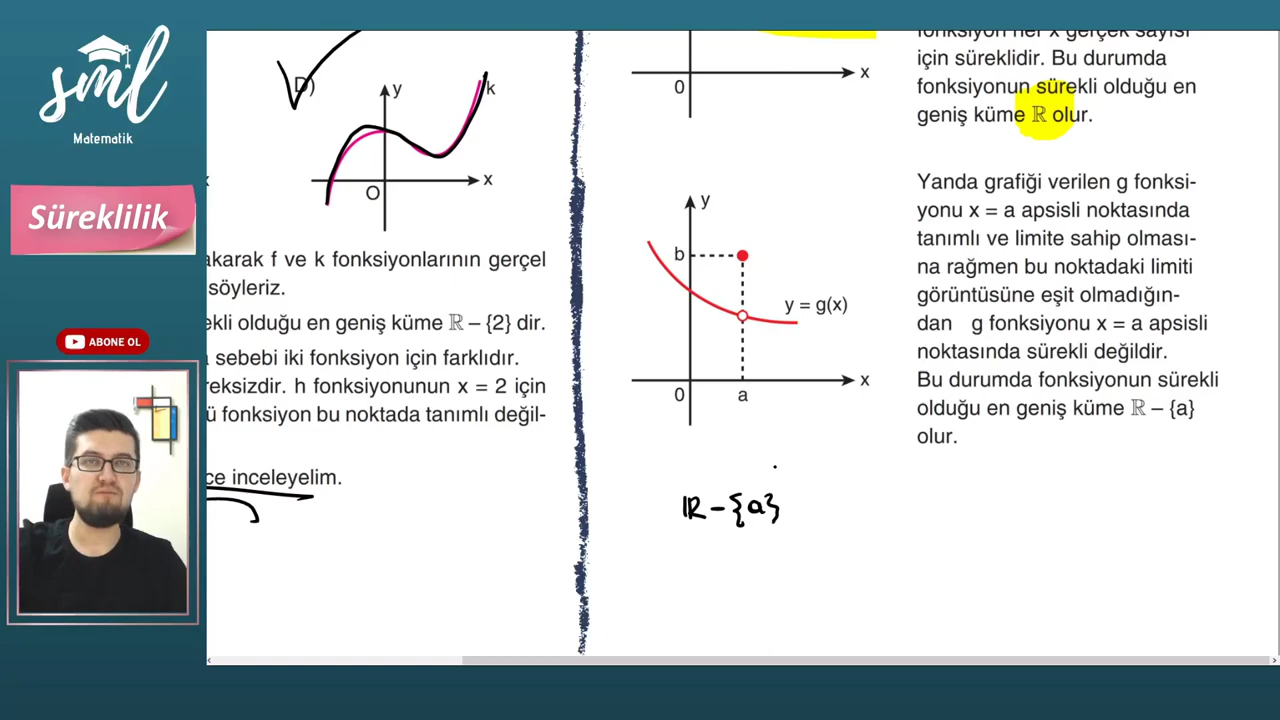 sml
Matematik
Süreklilik
ABONE OL
D)
y
k
x
O
akarak f ve k fonksiyonlarının gerçel
söyleriz.
ekli olduğu en geniş küme ℝ – {2} dir.
sebebi iki fonksiyon için farklıdır.
reksizdir. h fonksiyonunun x = 2 için
ü fonksiyon bu noktada tanımlı değil-
ce inceleyelim.
0
x
fonksiyon her x gerçek sayısı
için süreklidir. Bu durumda
fonksiyonun sürekli olduğu en
geniş küme ℝ olur.
y
b
y = g(x)
0
a
x
Yanda grafiği verilen g fonksi-
yonu x = a apsisli noktasında
tanımlı ve limite sahip olması-
na rağmen bu noktadaki limiti
görüntüsüne eşit olmadığın-
dan g fonksiyonu x = a apsisli
noktasında sürekli değildir.
Bu durumda fonksiyonun sürekli
olduğu en geniş küme ℝ – {a}
olur.
ℝ – {a}